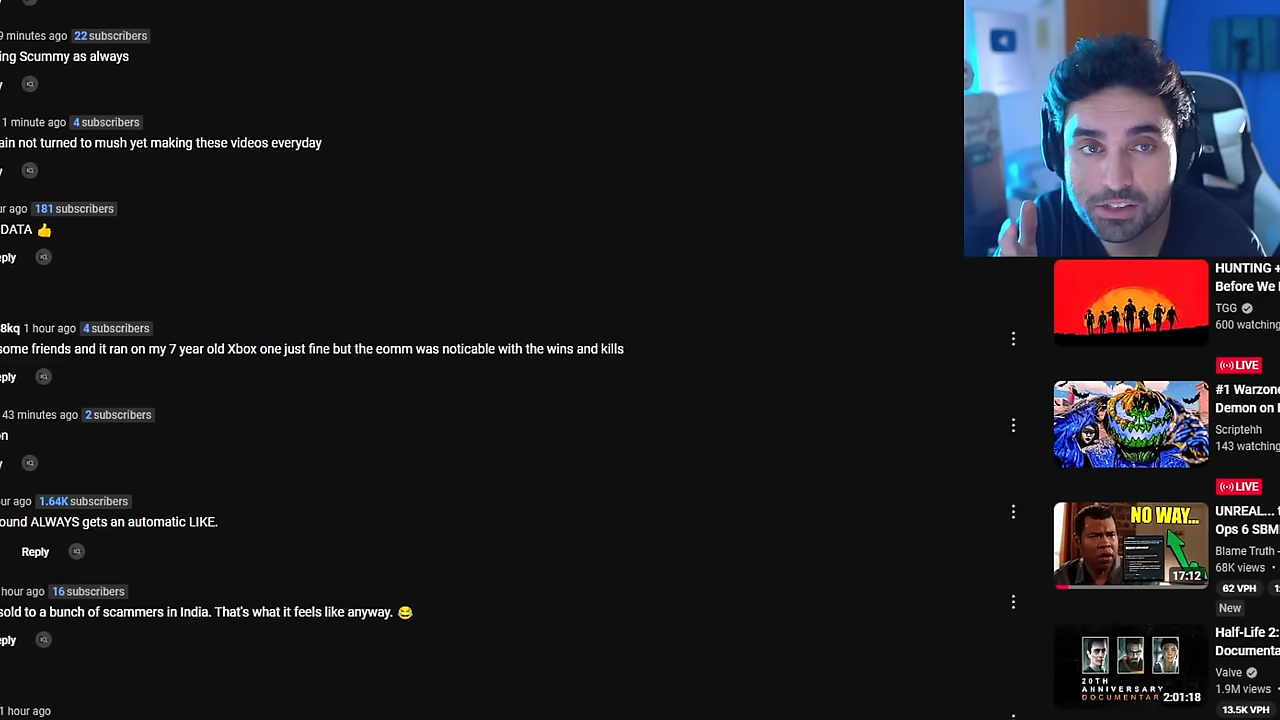 9 minutes ago 22 subscribers
ing Scummy as always
1 minute ago 4 subscribers
ain not turned to mush yet making these videos everyday
ur ago 181 subscribers
DATA 👍
eply
8kq 1 hour ago 4 subscribers
some friends and it ran on my 7 year old Xbox one just fine but the eomm was noticable with the wins and kills
eply
43 minutes ago 2 subscribers
on
our ago 1.64K subscribers
ound ALWAYS gets an automatic LIKE.
Reply
hour ago 16 subscribers
sold to a bunch of scammers in India. That's what it feels like anyway. 😂
eply
1 hour ago
HUNTING +
Before We
TGG
600 watching
LIVE
#1 Warzone
Demon on
Scriptehh
143 watching
LIVE
NO WAY...
17:12
UNREAL...
Ops 6 SBM
Blame Truth
68K views •
62 VPH
New
20TH
ANNIVERSARY
DOCUMENTAR
2:01:18
Half-Life 2:
Documenta
Valve
1.9M views •
13.5K VPH